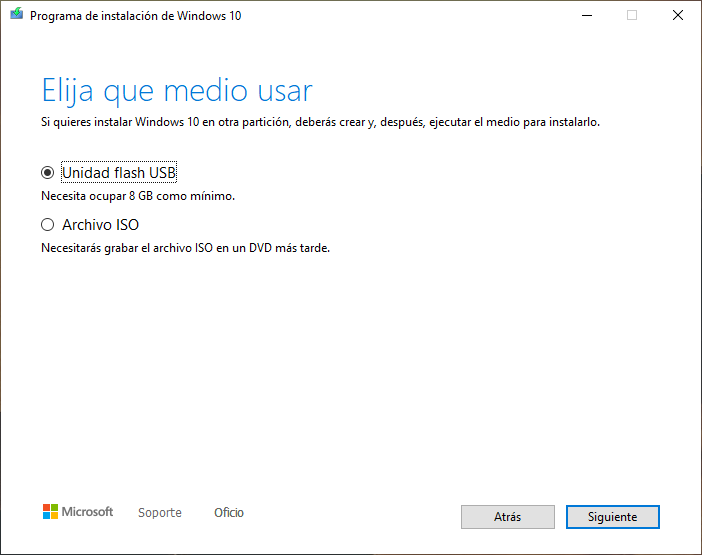 Programa de instalación de Windows 10
Elija que medio usar
Si quieres instalar Windows 10 en otra partición, deberás crear y, después, ejecutar el medio para instalarlo.
Unidad flash USB
Necesita ocupar 8 GB como mínimo.
Archivo ISO
Necesitarás grabar el archivo ISO en un DVD más tarde.
Microsoft Soporte Oficio Atrás Siguiente